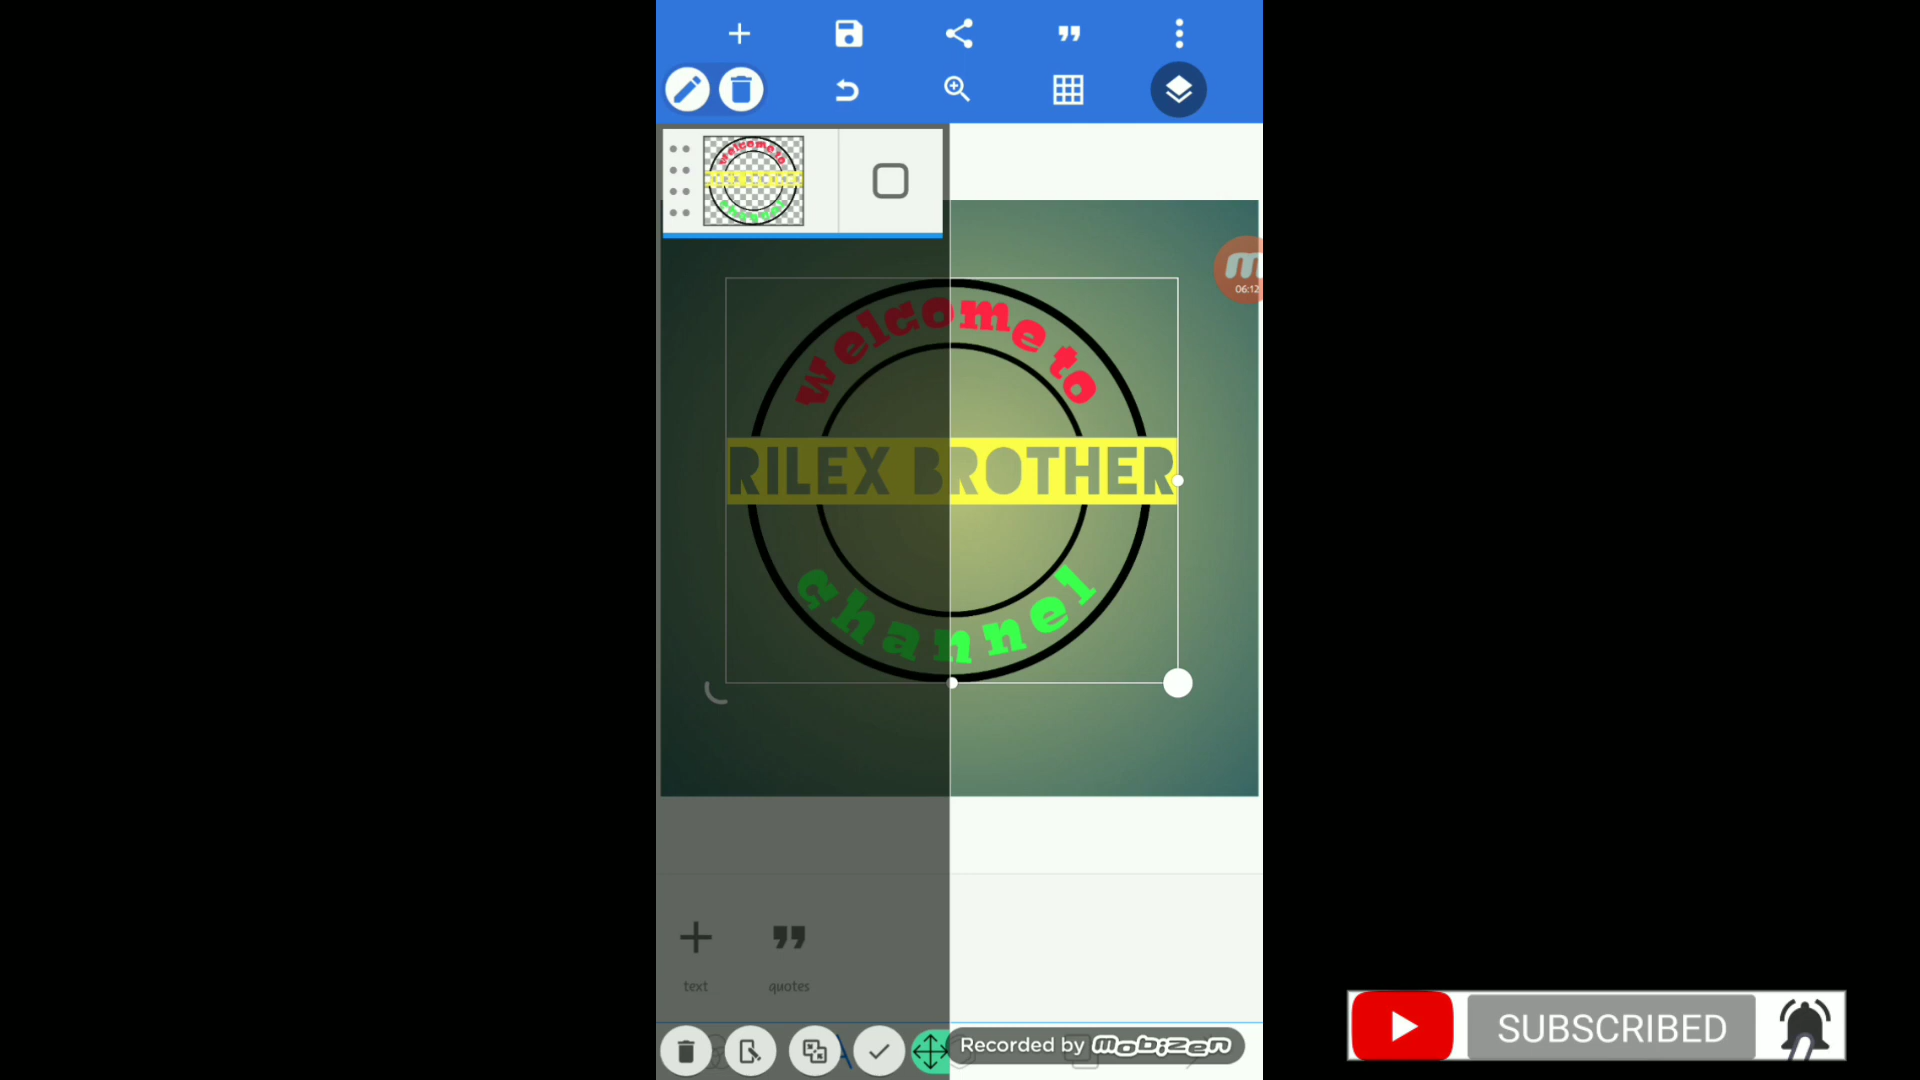 welcome to
RILEX BROTHER
channel
06:12
text
quotes
Recorded by Mobizen
SUBSCRIBED